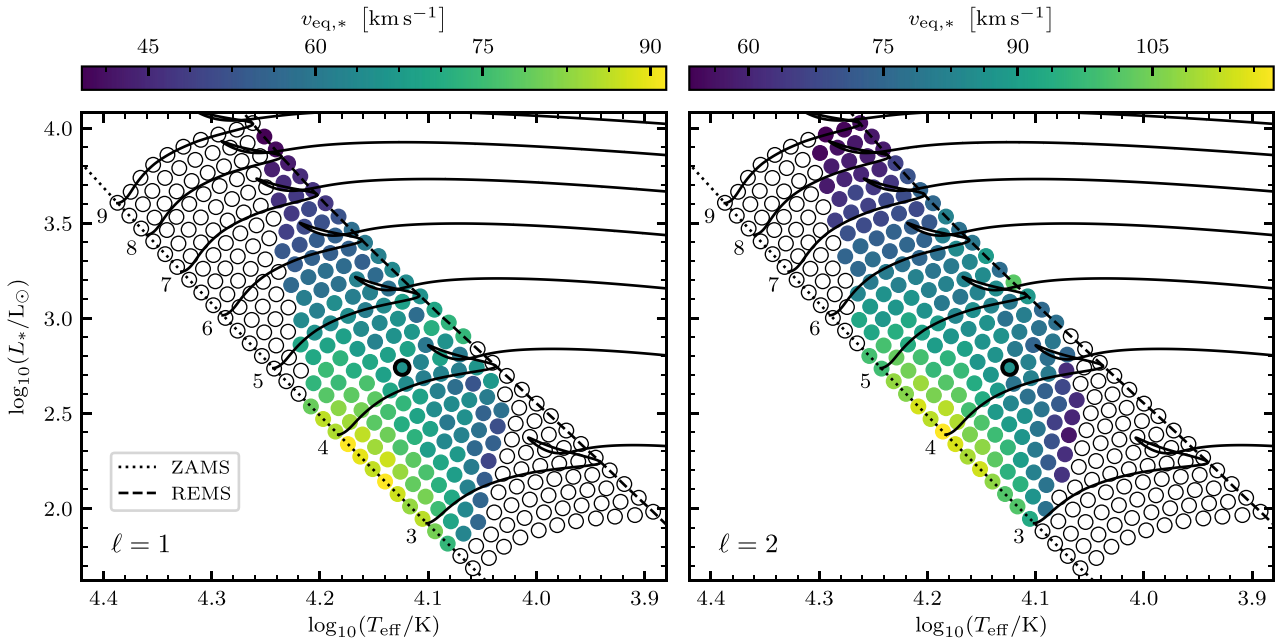 v_eq,∗ [km s⁻¹]
45 60 75 90
v_eq,∗ [km s⁻¹]
60 75 90 105
log₁₀(L∗/L⊙)
4.0
3.5
3.0
2.5
2.0
9
8
7
6
5
4
3
ZAMS
REMS
ℓ = 1
4.4 4.3 4.2 4.1 4.0 3.9
log₁₀(T_eff/K)
9
8
7
6
5
4
3
ℓ = 2
4.4 4.3 4.2 4.1 4.0 3.9
log₁₀(T_eff/K)